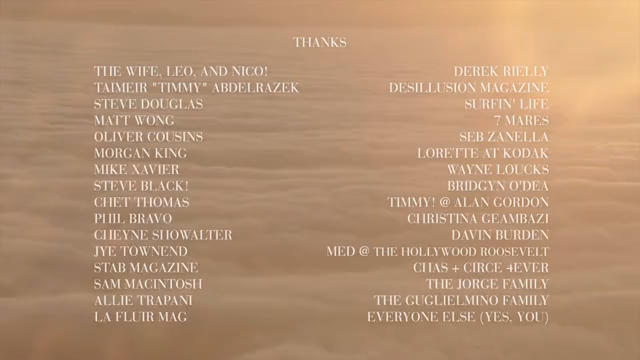 THANKS
THE WIFE, LEO, AND NICO!
TAIMEIR "TIMMY" ABDELRAZEK
STEVE DOUGLAS
MATT WONG
OLIVER COUSINS
MORGAN KING
MIKE XAVIER
STEVE BLACK!
CHET THOMAS
PHIL BRAVO
CHEYNE SHOWALTER
JYE TOWNEND
STAB MAGAZINE
SAM MACINTOSH
ALLIE TRAPANI
LA FLUIR MAG
DEREK RIELLY
DESILLUSION MAGAZINE
SURFIN' LIFE
7 MARES
SEB ZANELLA
LORETTE AT KODAK
WAYNE LOUCKS
BRIDGYN O'DEA
TIMMY! @ ALAN GORDON
CHRISTINA GEAMBAZI
DAVIN BURDEN
MED @ THE HOLLYWOOD ROOSEVELT
CHAS + CIRCE 4EVER
THE JORGE FAMILY
THE GUGLIELMINO FAMILY
EVERYONE ELSE (YES, YOU)